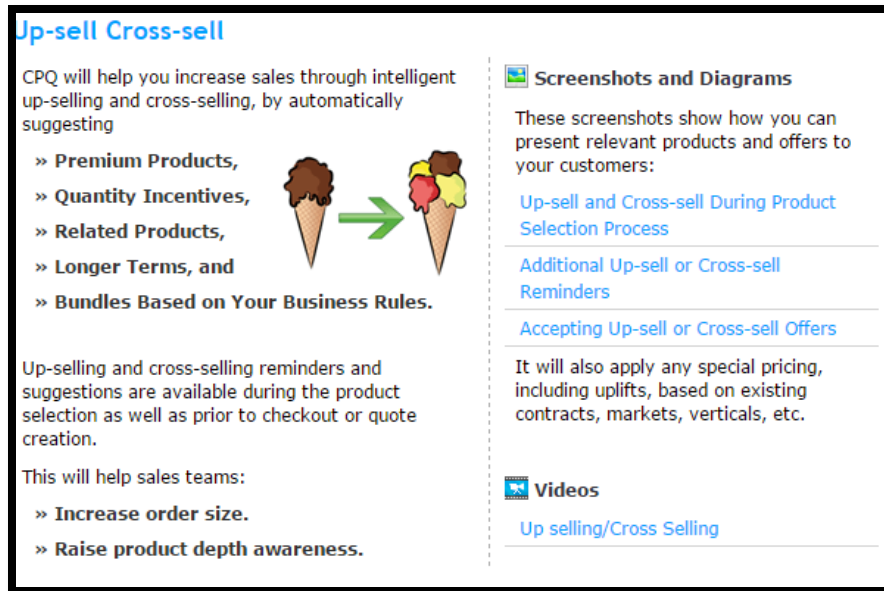 Up-sell Cross-sell
CPQ will help you increase sales through intelligent
up-selling and cross-selling, by automatically
suggesting
» Premium Products,
» Quantity Incentives,
» Related Products,
» Longer Terms, and
» Bundles Based on Your Business Rules.
Up-selling and cross-selling reminders and
suggestions are available during the product
selection as well as prior to checkout or quote
creation.
This will help sales teams:
» Increase order size.
» Raise product depth awareness.
Screenshots and Diagrams
These screenshots show how you can
present relevant products and offers to
your customers:
Up-sell and Cross-sell During Product
Selection Process
Additional Up-sell or Cross-sell
Reminders
Accepting Up-sell or Cross-sell Offers
It will also apply any special pricing,
including uplifts, based on existing
contracts, markets, verticals, etc.
Videos
Up selling/Cross Selling